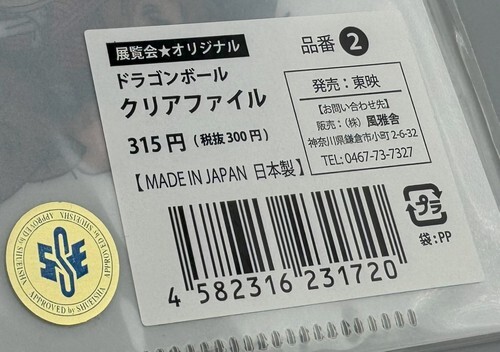 展覧会★オリジナル
品番❷
ドラゴンボール
クリアファイル
315円(税抜300円)
【MADE IN JAPAN 日本製】
発売:東映
【お問い合わせ先】
販売:(株)風雅舎
神奈川県鎌倉市小町2-6-32
TEL: 0467-73-7327
4 582316 231720
プラ
袋:PP
APPROVED by SHUEISHA
APPROVED by SHUEISHA